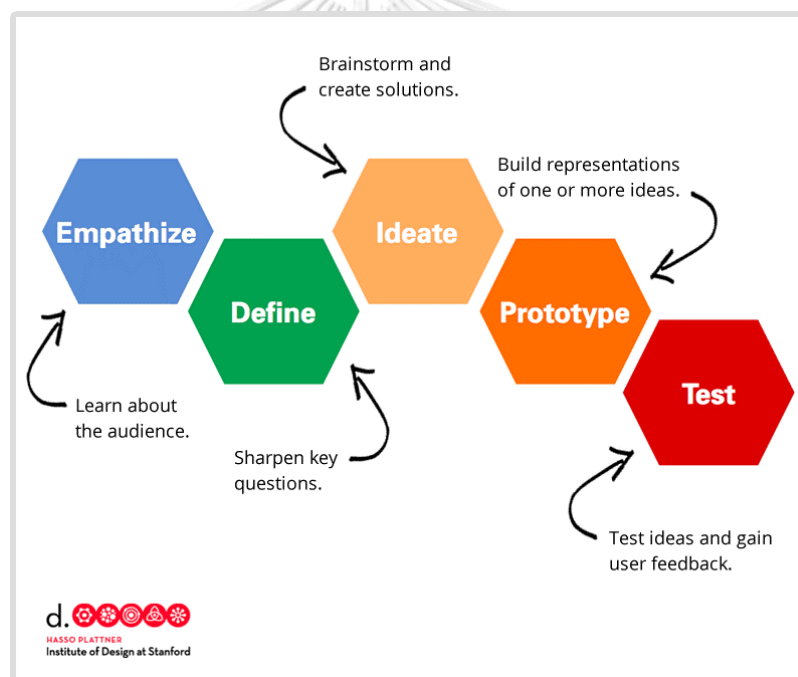 Brainstorm and
create solutions.
Build representations
of one or more ideas.
Empathize
Ideate
Define
Prototype
Test
Learn about
the audience.
Sharpen key
questions.
Test ideas and gain
user feedback.
d.
HASSO PLATTNER
Institute of Design at Stanford